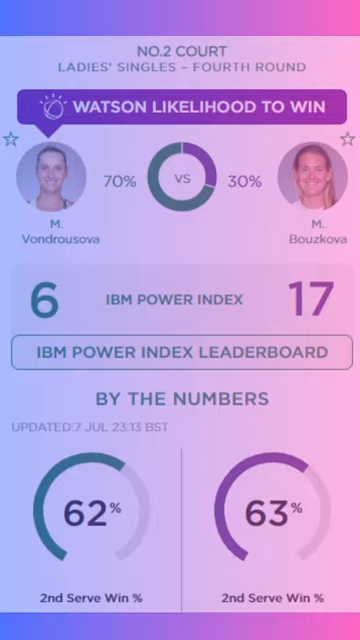 NO.2 COURT
LADIES' SINGLES – FOURTH ROUND
WATSON LIKELIHOOD TO WIN
70% VS 30%
M. Vondrousova
M. Bouzkova
6 IBM POWER INDEX 17
IBM POWER INDEX LEADERBOARD
BY THE NUMBERS
UPDATED:7 JUL 23:13 BST
62% 63%
2nd Serve Win % 2nd Serve Win %